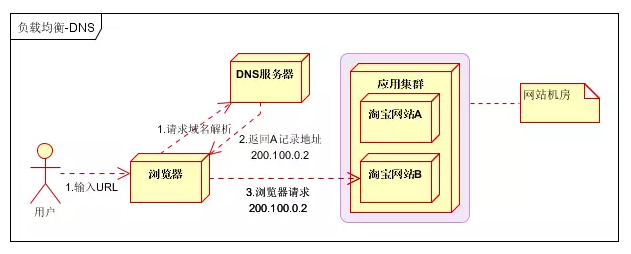 负载均衡-DNS
DNS服务器
应用集群
网站机房
淘宝网站A
1.请求域名解析
2.返回A记录地址
200.100.0.2
浏览器
淘宝网站B
1.输入URL
3.浏览器请求
200.100.0.2
用户